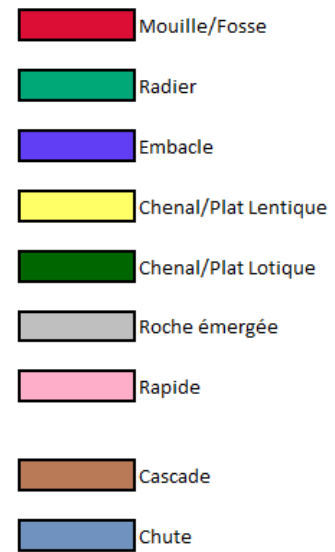 Mouille/Fosse
Radier
Embacle
Chenal/Plat Lentique
Chenal/Plat Lotique
Roche émergée
Rapide
Cascade
Chute